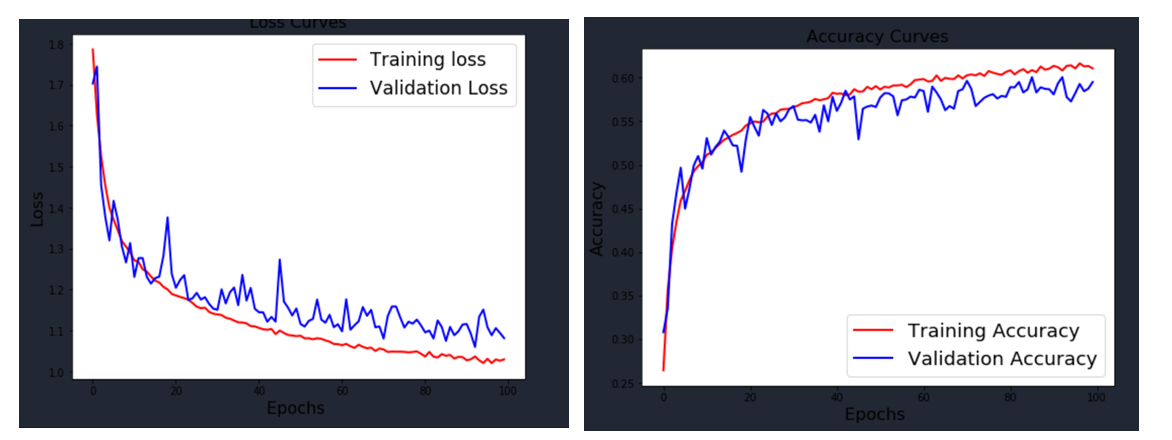 Loss Curves
1.8
1.7
1.6
1.5
1.4
1.3
1.2
1.1
1.0
Loss
Training loss
Validation Loss
0 20 40 60 80 100
Epochs
Accuracy Curves
0.60
0.55
0.50
0.45
0.40
0.35
0.30
0.25
Accuracy
Training Accuracy
Validation Accuracy
0 20 40 60 80 100
Epochs